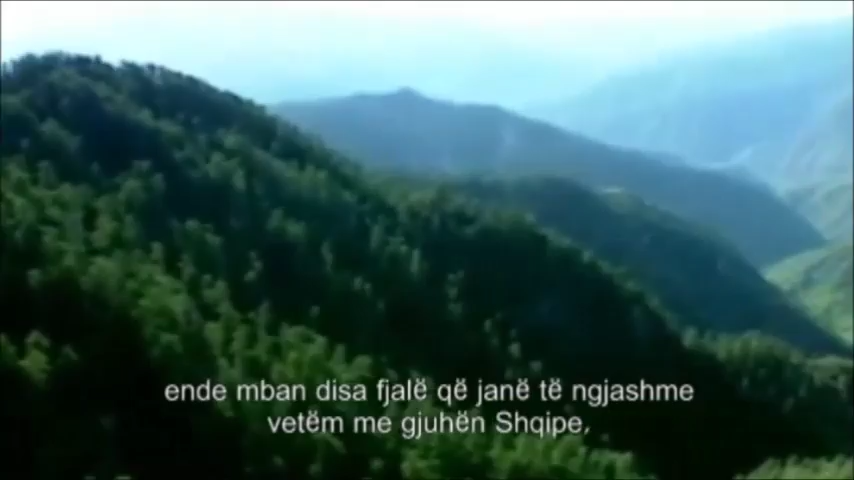 ende mban disa fjalë që janë të ngjashme
vetëm me gjuhën Shqipe,